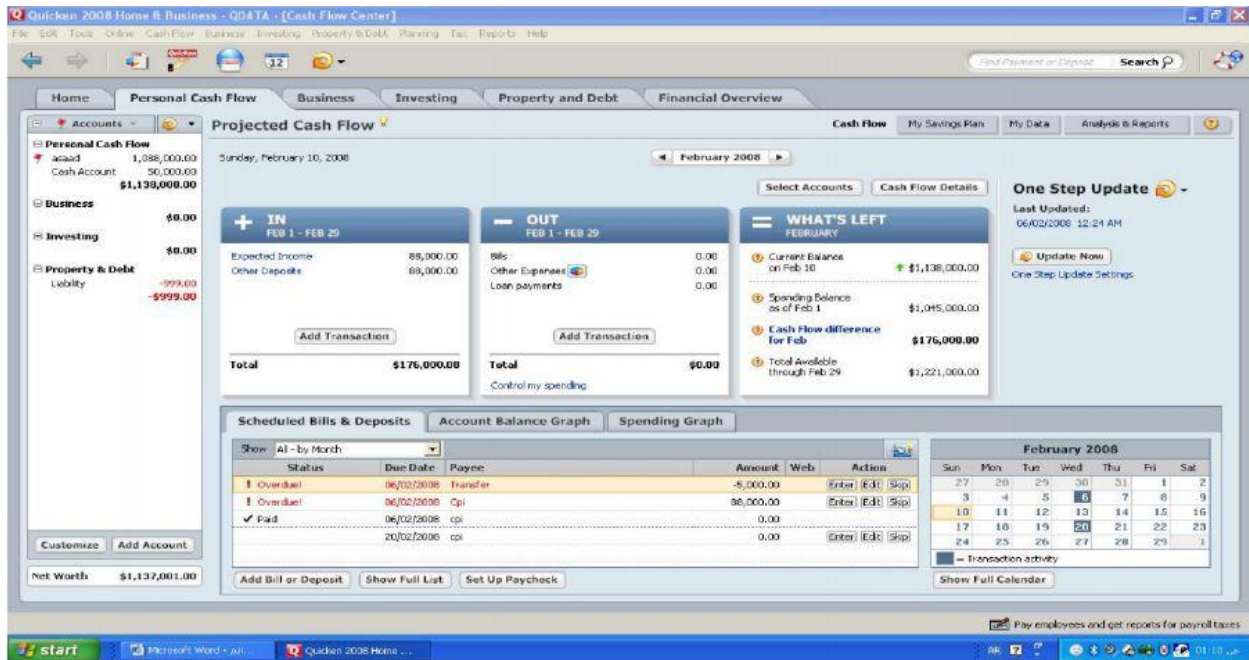 Quicken 2008 Home & Business - QDATA - [Cash Flow Center]
File Edit Tools Online Cash Flow Business Investing Property & Debt Planning Tax Reports Help
Quicken 12 Find Payment or Deposit Search
Home Personal Cash Flow Business Investing Property and Debt Financial Overview
Accounts Projected Cash Flow Cash Flow My Savings Plan My Data Analysis & Reports
Personal Cash Flow
asaad 1,088,000.00
Cash Account 50,000.00
$1,138,000.00
Business
$0.00
Investing
$0.00
Property & Debt
Liability -999.00
-$999.00
Customize Add Account
Net Worth $1,137,001.00
Sunday, February 10, 2008 February 2008
Select Accounts Cash Flow Details
IN
FEB 1 - FEB 29
Expected Income 88,000.00
Other Deposits 88,000.00
Add Transaction
Total $176,000.00
OUT
FEB 1 - FEB 29
Bills 0.00
Other Expenses 0.00
Loan payments 0.00
Add Transaction
Total $0.00
Control my spending
WHAT'S LEFT
FEBRUARY
Current Balance
on Feb 10 $1,138,000.00
Spending Balance
as of Feb 1 $1,045,000.00
Cash Flow difference
for Feb $176,000.00
Total Available
through Feb 29 $1,221,000.00
One Step Update
Last Updated:
06/02/2008 12:24 AM
Update Now
One Step Update Settings
Scheduled Bills & Deposits Account Balance Graph Spending Graph
Show All - by Month
Status Due Date Payee Amount Web Action
! Overdue! 06/02/2008 Transfer -5,000.00 Enter Edit Skip
! Overdue! 06/02/2008 Cpi 88,000.00 Enter Edit Skip
✓ Paid 06/02/2008 cpi 0.00
20/02/2008 cpi 0.00 Enter Edit Skip
Add Bill or Deposit Show Full List Set Up Paycheck
February 2008
Sun Mon Tue Wed Thu Fri Sat
27 28 29 30 31 1 2
3 4 5 6 7 8 9
10 11 12 13 14 15 16
17 18 19 20 21 22 23
24 25 26 27 28 29 1
= Transaction activity
Show Full Calendar
Pay employees and get reports for payroll taxes
start Microsoft Word Quicken 2008 Home ... AR 01:10